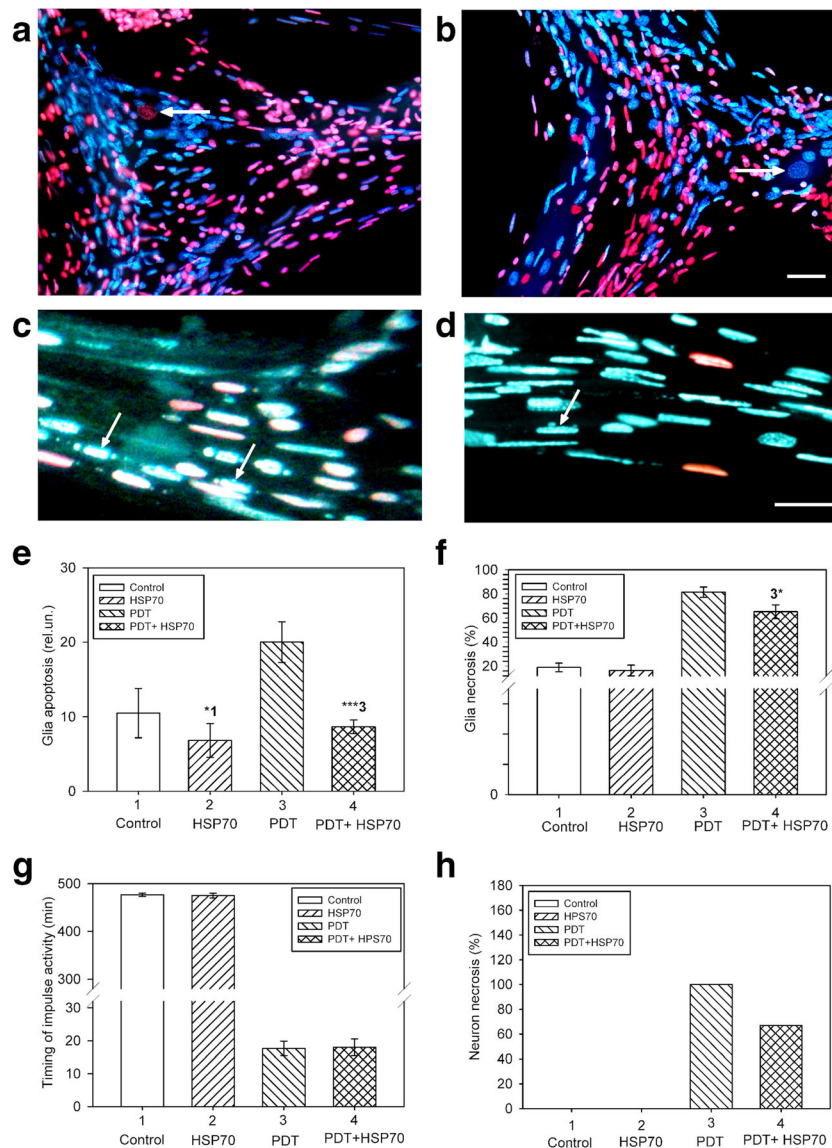 a
b
c
d
e
Glia apoptosis (rel.un.)
30
20
10
0
Control
HSP70
PDT
PDT+ HSP70
*1
***3
1
2
3
4
Control
HSP70
PDT
PDT+ HSP70
f
Glia necrosis (%)
100
80
60
40
20
0
Control
HSP70
PDT
PDT+HSP70
3*
1
2
3
4
Control
HSP70
PDT
PDT+ HSP70
g
Timing of impulse activity (min)
500
400
300
20
10
0
Control
HSP70
PDT
PDT+ HPS70
1
2
3
4
Control
HSP70
PDT
PDT+HSP70
h
Neuron necrosis (%)
180
160
140
120
100
80
60
40
20
0
Control
HPS70
PDT
PDT+HSP70
1
2
3
4
Control
HSP70
PDT
PDT+ HSP70